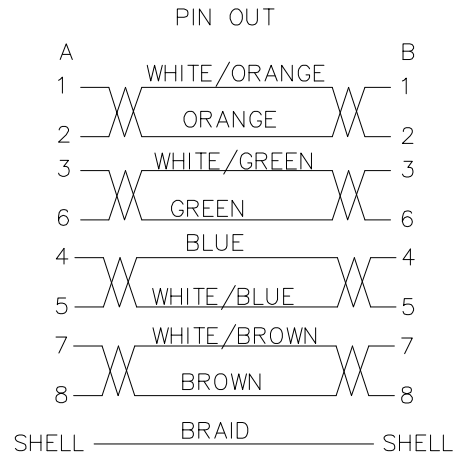 PIN OUT
A B
1 WHITE/ORANGE 1
2 ORANGE 2
3 WHITE/GREEN 3
6 GREEN 6
4 BLUE 4
5 WHITE/BLUE 5
7 WHITE/BROWN 7
8 BROWN 8
SHELL BRAID SHELL